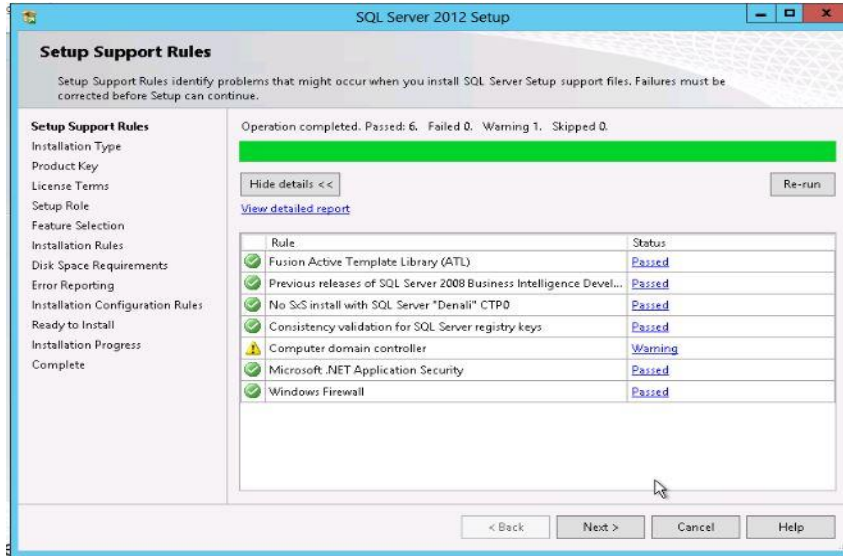 SQL Server 2012 Setup
Setup Support Rules
Setup Support Rules identify problems that might occur when you install SQL Server Setup support files. Failures must be
corrected before Setup can continue.
Setup Support Rules
Installation Type
Product Key
License Terms
Setup Role
Feature Selection
Installation Rules
Disk Space Requirements
Error Reporting
Installation Configuration Rules
Ready to Install
Installation Progress
Complete
Operation completed. Passed: 6. Failed 0. Warning 1. Skipped 0.
Hide details <<
Re-run
View detailed report
Rule Status
Fusion Active Template Library (ATL) Passed
Previous releases of SQL Server 2008 Business Intelligence Devel... Passed
No SxS install with SQL Server "Denali" CTP0 Passed
Consistency validation for SQL Server registry keys Passed
Computer domain controller Warning
Microsoft .NET Application Security Passed
Windows Firewall Passed
< Back Next > Cancel Help